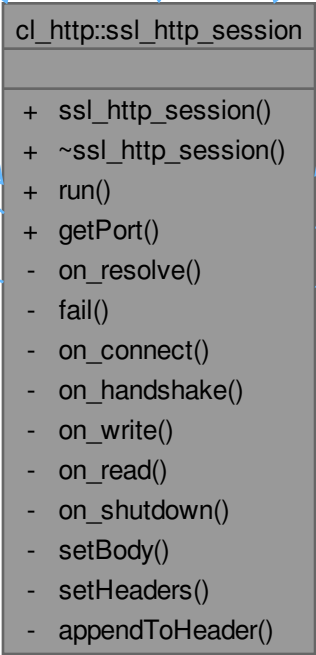 cl_http::ssl_http_session
+ ssl_http_session()
+ ~ssl_http_session()
+ run()
+ getPort()
- on_resolve()
- fail()
- on_connect()
- on_handshake()
- on_write()
- on_read()
- on_shutdown()
- setBody()
- setHeaders()
- appendToHeader()